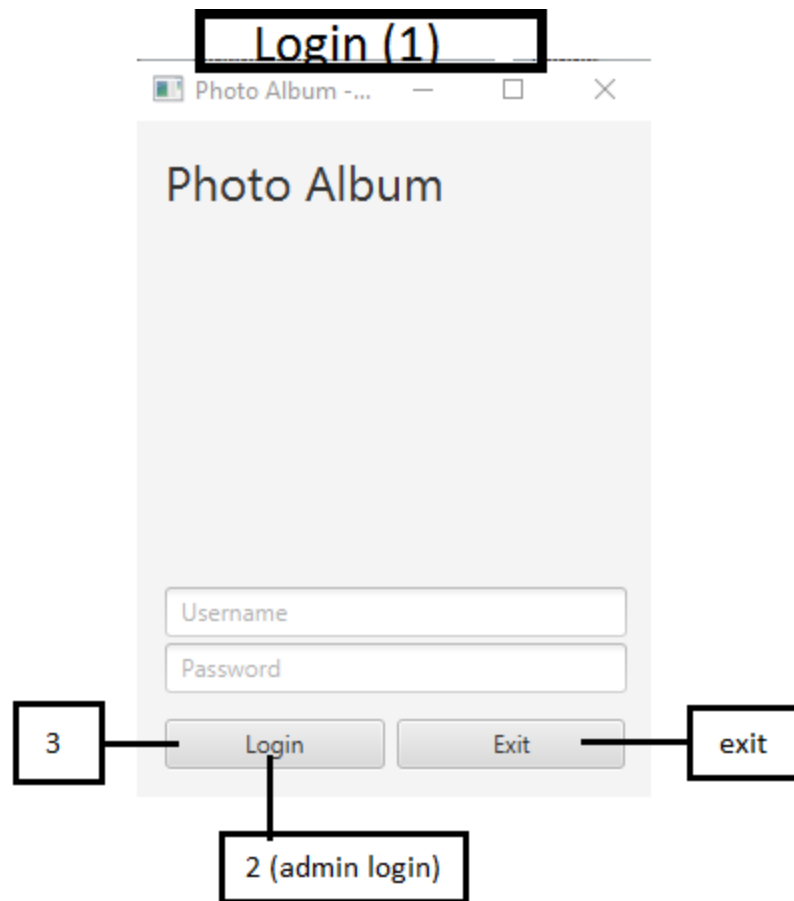 Login (1)
Photo Album -...
Photo Album
Username
Password
3
Login
Exit
exit
2 (admin login)